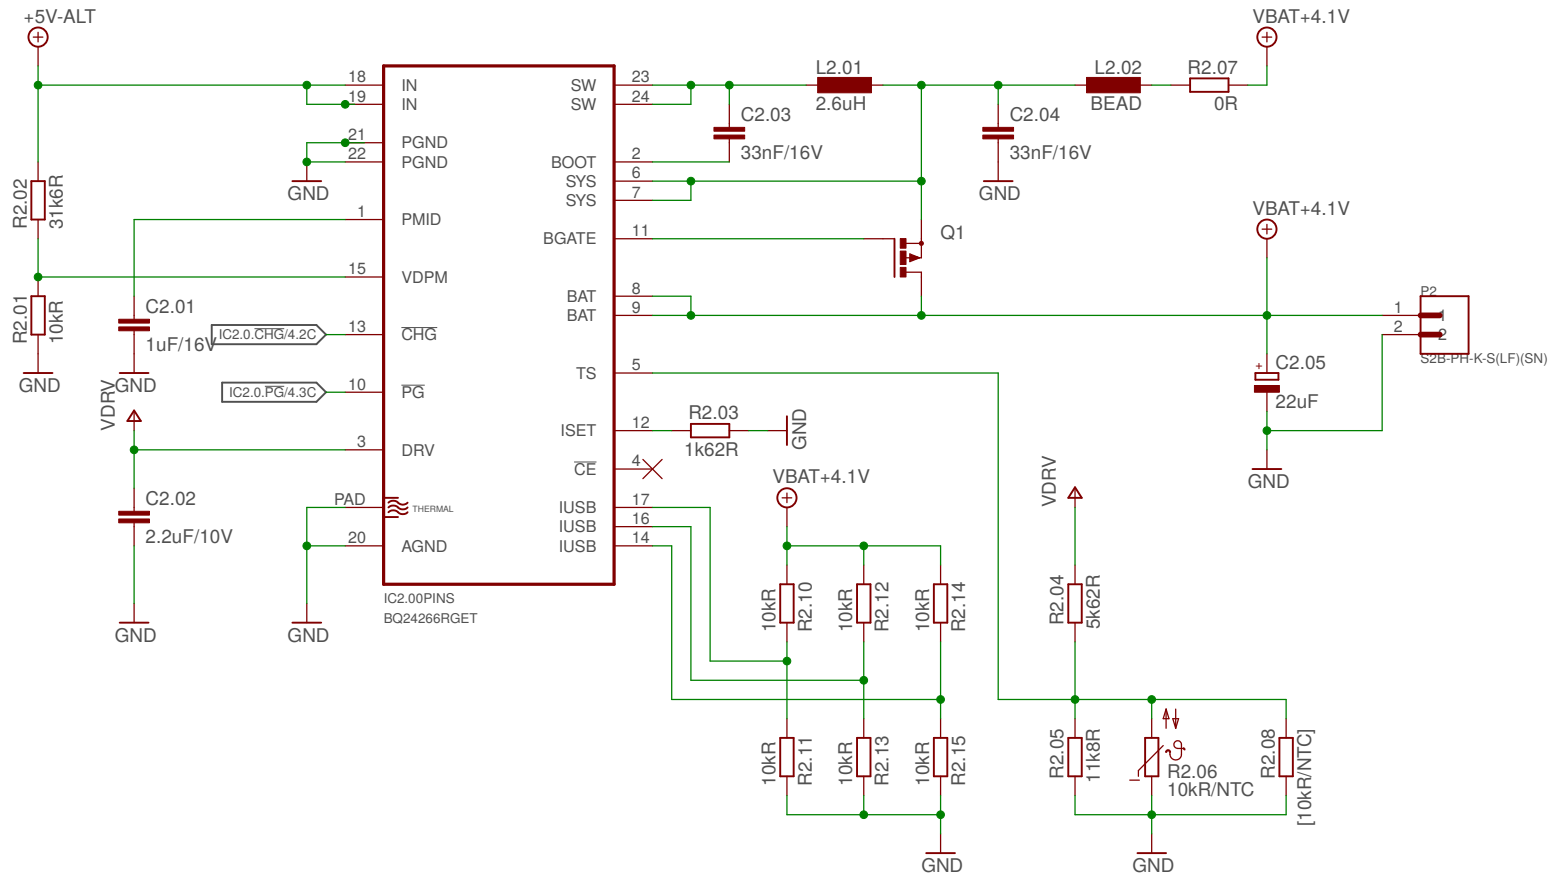 +5V-ALT
VBAT+4.1V
18
IN
SW
23
L2.01
L2.02
R2.07
19
IN
SW
24
2.6uH
BEAD
0R
C2.03
C2.04
21
PGND
33nF/16V
33nF/16V
22
PGND
BOOT
2
GND
SYS
6
GND
SYS
7
R2.02
31k6R
1
PMID
VBAT+4.1V
BGATE
11
Q1
15
VDPM
R2.01
10kR
C2.01
1uF/16V
BAT
8
P2
BAT
9
1
1
IC2.0.CHG/4.2C
13
CHG
2
2
S2B-PH-K-S(LF)(SN)
GND
GND
TS
5
C2.05
+
22uF
IC2.0.PG/4.3C
10
PG
VDRV
R2.03
1k62R
GND
3
DRV
ISET
12
CE
4
GND
C2.02
2.2uF/10V
PAD
THERMAL
IUSB
17
VBAT+4.1V
VDRV
IUSB
16
20
AGND
IUSB
14
IC2.00PINS
BQ24266RGET
GND
GND
10kR
R2.10
10kR
R2.12
10kR
R2.14
R2.04
5k62R
10kR
R2.11
10kR
R2.13
10kR
R2.15
R2.05
11k8R
ϑ
R2.06
10kR/NTC
R2.08
[10kR/NTC]
GND
GND